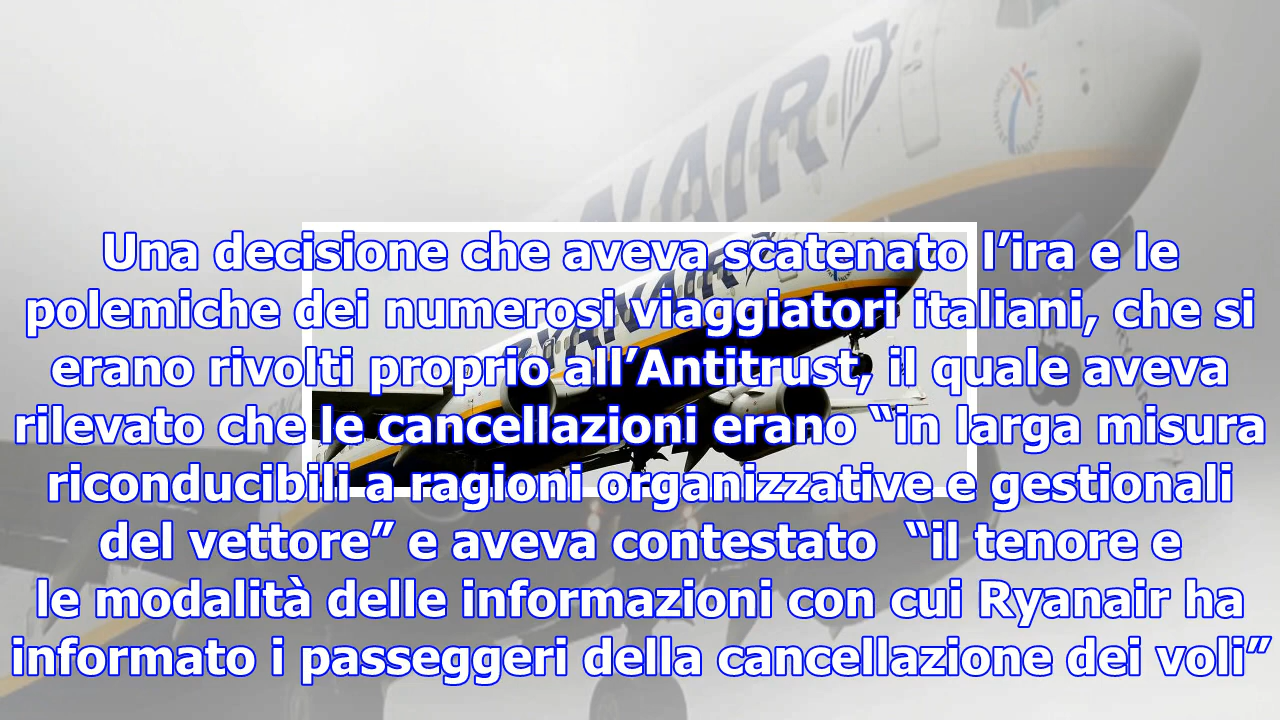 RYANAIR
Una decisione che aveva scatenato l’ira e le
polemiche dei numerosi viaggiatori italiani, che si
erano rivolti proprio all’Antitrust, il quale aveva
rilevato che le cancellazioni erano “in larga misura
riconducibili a ragioni organizzative e gestionali
del vettore” e aveva contestato  “il tenore e
le modalità delle informazioni con cui Ryanair ha
informato i passeggeri della cancellazione dei voli”